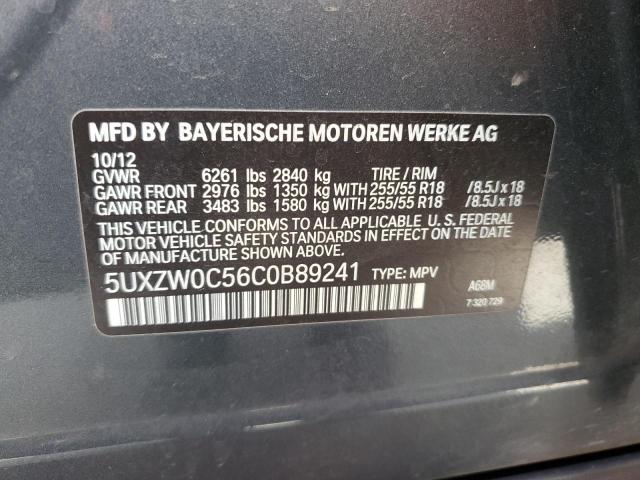 MFD BY BAYERISCHE MOTOREN WERKE AG
10/12
GVWR 6261 lbs 2840 kg TIRE / RIM
GAWR FRONT 2976 lbs 1350 kg WITH 255/55 R18 /8.5J x 18
GAWR REAR 3483 lbs 1580 kg WITH 255/55 R18 /8.5J x 18
THIS VEHICLE CONFORMS TO ALL APPLICABLE U.S. FEDERAL
MOTOR VEHICLE SAFETY STANDARDS IN EFFECT ON THE
DATE OF MANUFACTURE SHOWN ABOVE.
5UXZW0C56C0B89241 TYPE: MPV A68M
7 320 729